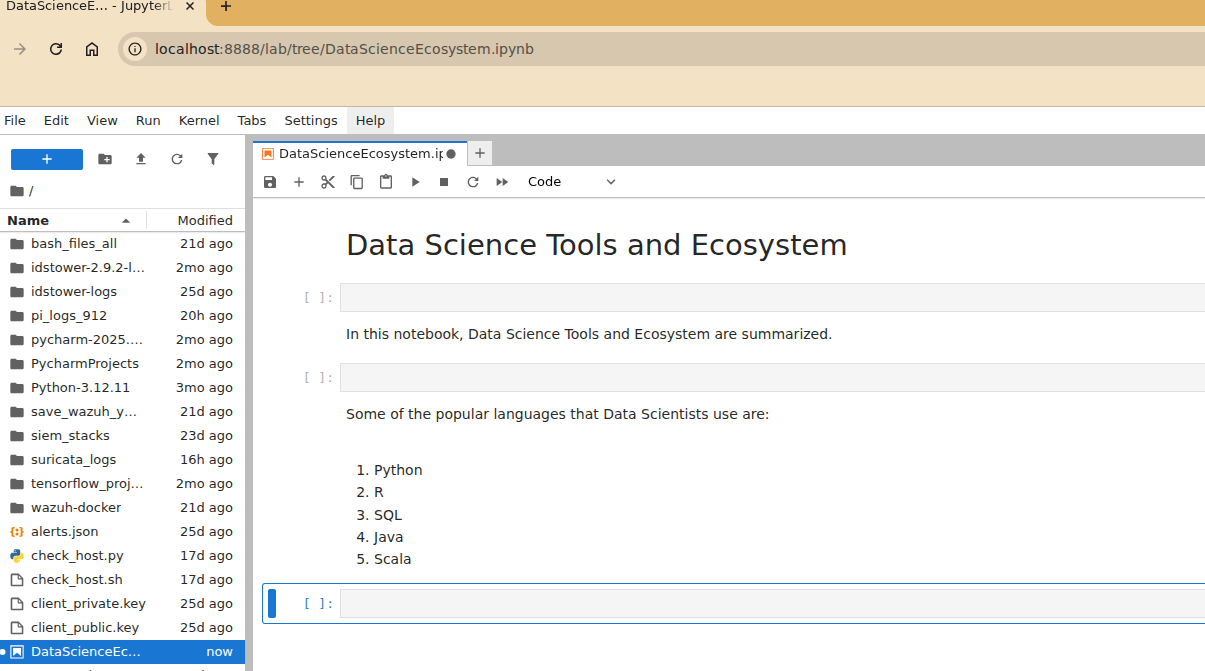 DataScienceE… - JupyterL
localhost:8888/lab/tree/DataScienceEcosystem.ipynb
File Edit View Run Kernel Tabs Settings Help
DataScienceEcosystem.ip
Code
/
Name Modified
bash_files_all 21d ago
idstower-2.9.2-l… 2mo ago
idstower-logs 25d ago
pi_logs_912 20h ago
pycharm-2025.… 2mo ago
PycharmProjects 2mo ago
Python-3.12.11 3mo ago
save_wazuh_y… 21d ago
siem_stacks 23d ago
suricata_logs 16h ago
tensorflow_proj… 2mo ago
wazuh-docker 21d ago
alerts.json 25d ago
check_host.py 17d ago
check_host.sh 17d ago
client_private.key 25d ago
client_public.key 25d ago
DataScienceEc… now
Data Science Tools and Ecosystem
[ ]:
In this notebook, Data Science Tools and Ecosystem are summarized.
[ ]:
Some of the popular languages that Data Scientists use are:
1. Python
2. R
3. SQL
4. Java
5. Scala
[ ]: